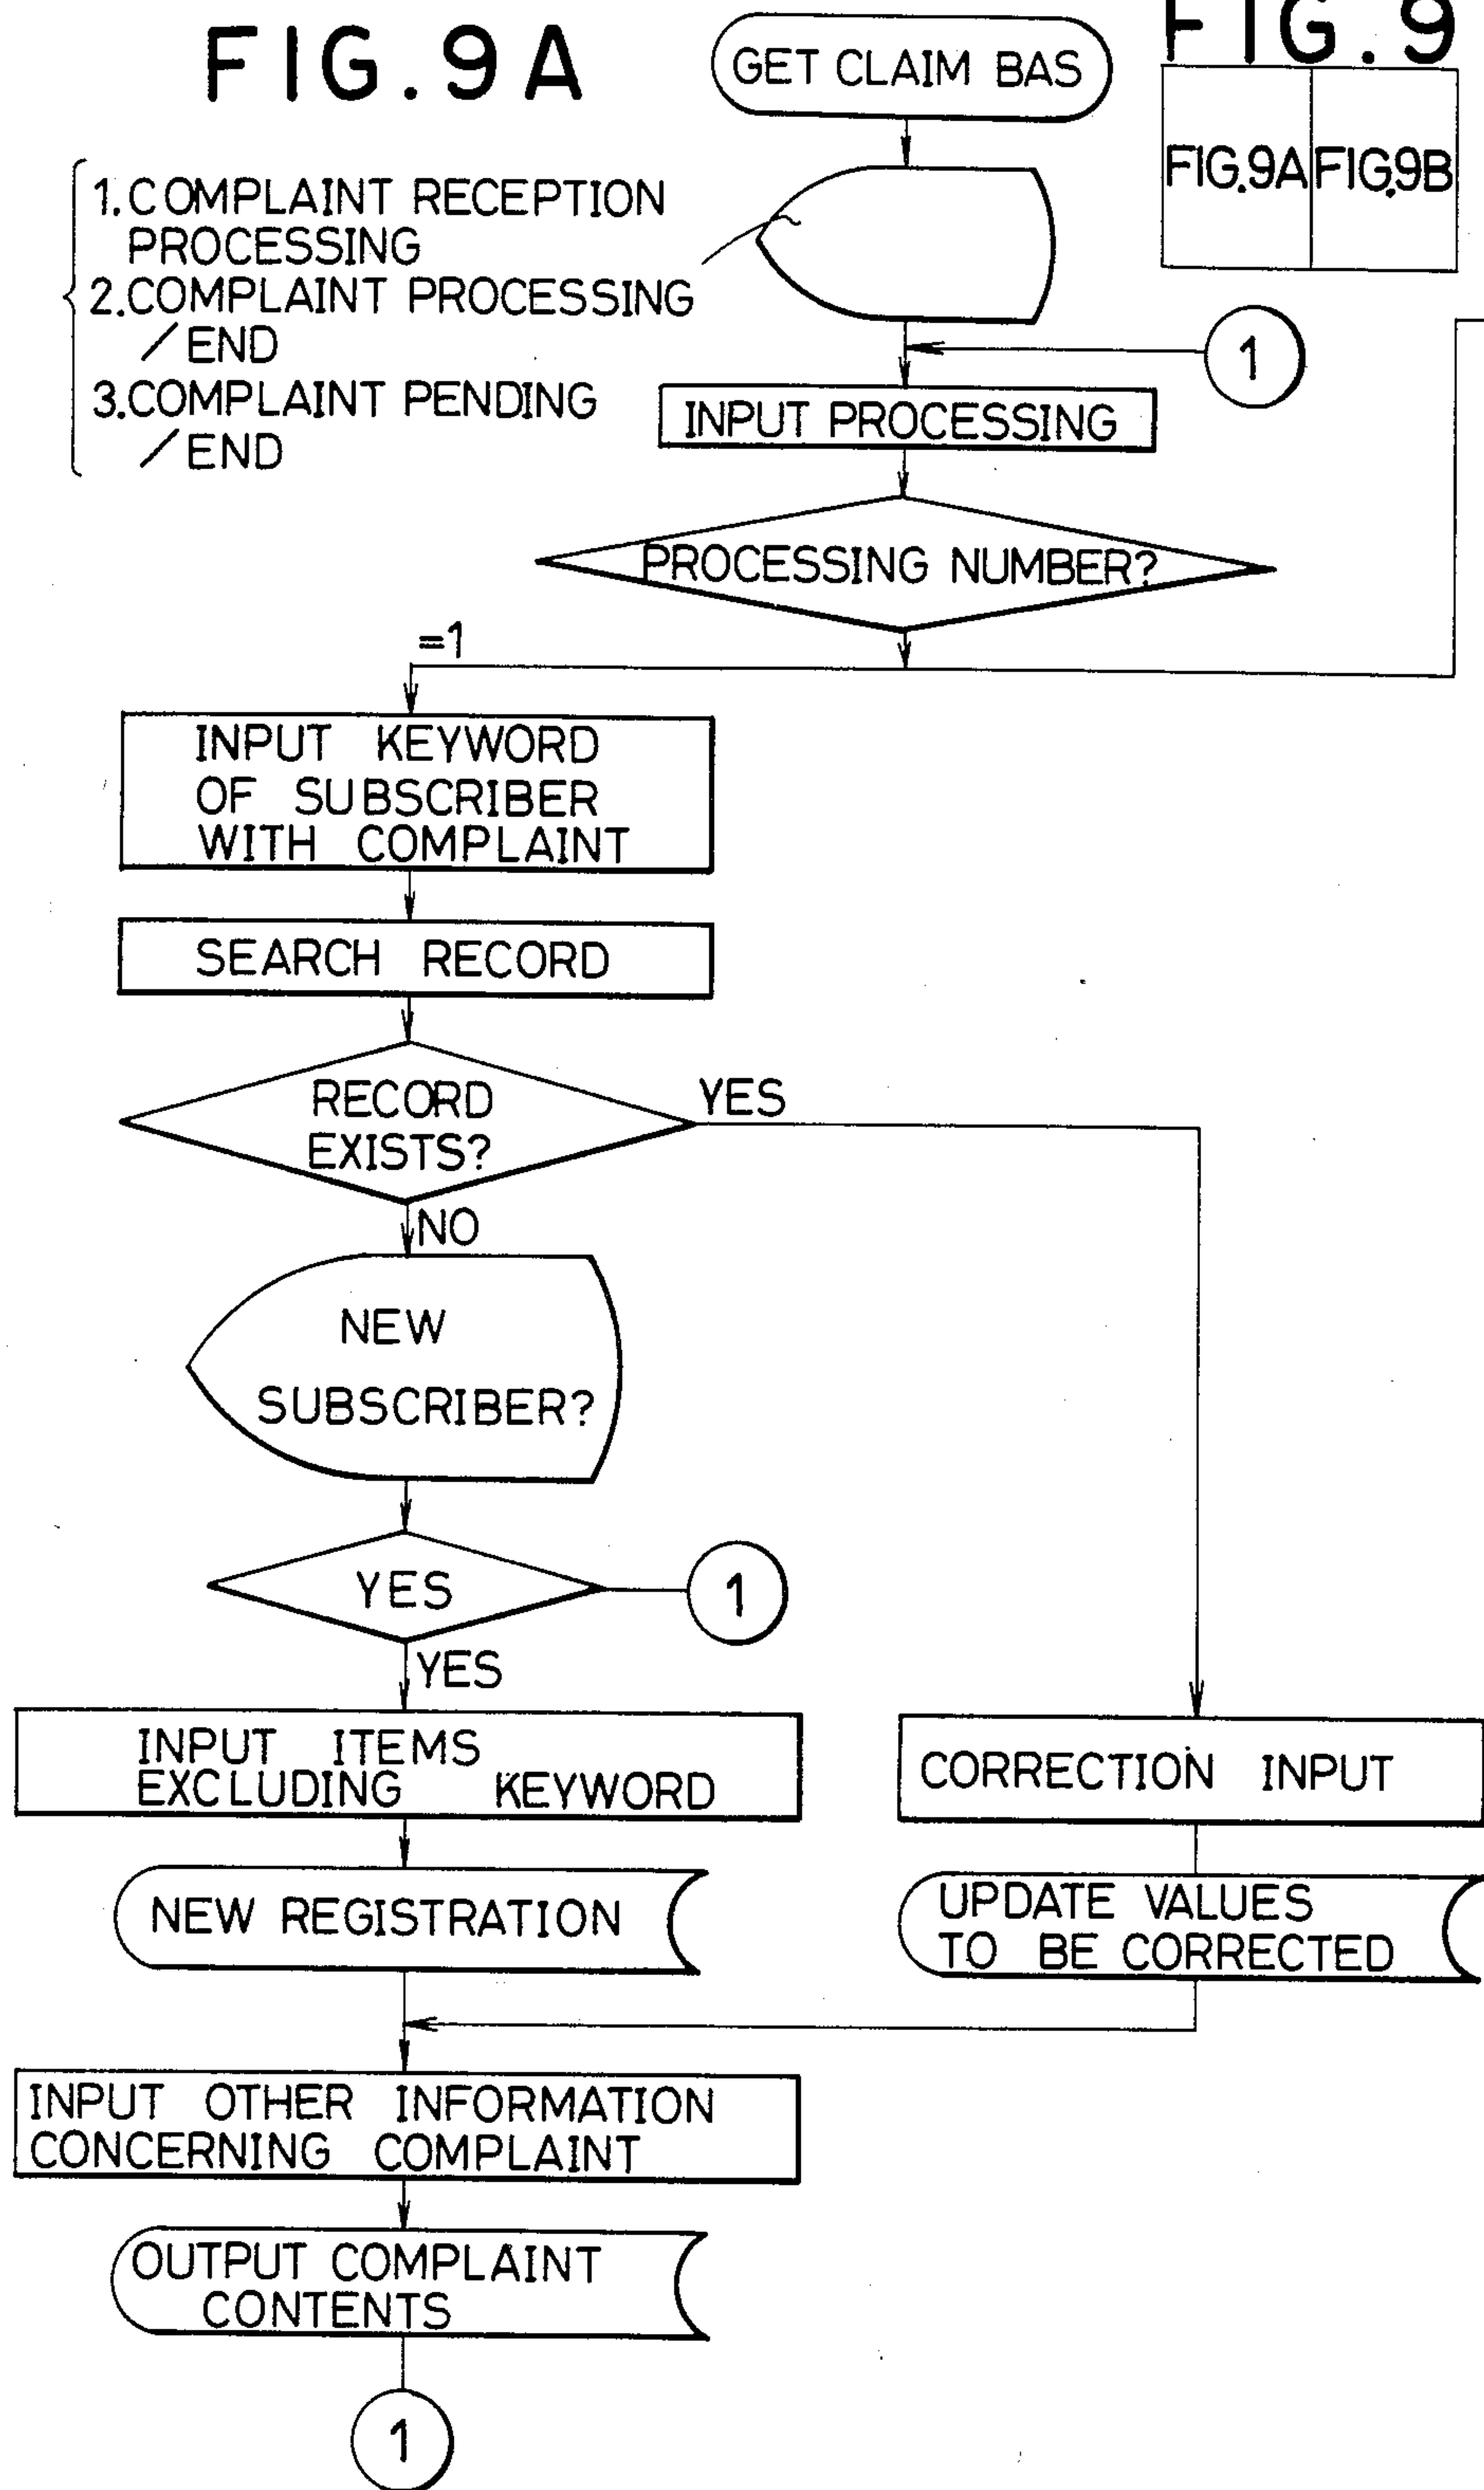 FIG. 9A
GET CLAIM BAS
FIG. 9
FIG. 9A FIG. 9B
1. COMPLAINT RECEPTION
PROCESSING
2. COMPLAINT PROCESSING
/END
3. COMPLAINT PENDING
/END
1
INPUT PROCESSING
PROCESSING NUMBER?
=1
INPUT KEYWORD
OF SUBSCRIBER
WITH COMPLAINT
SEARCH RECORD
RECORD
EXISTS?
YES
NO
NEW
SUBSCRIBER?
YES
1
YES
INPUT ITEMS
EXCLUDING KEYWORD
CORRECTION INPUT
NEW REGISTRATION
UPDATE VALUES
TO BE CORRECTED
INPUT OTHER INFORMATION
CONCERNING COMPLAINT
OUTPUT COMPLAINT
CONTENTS
1